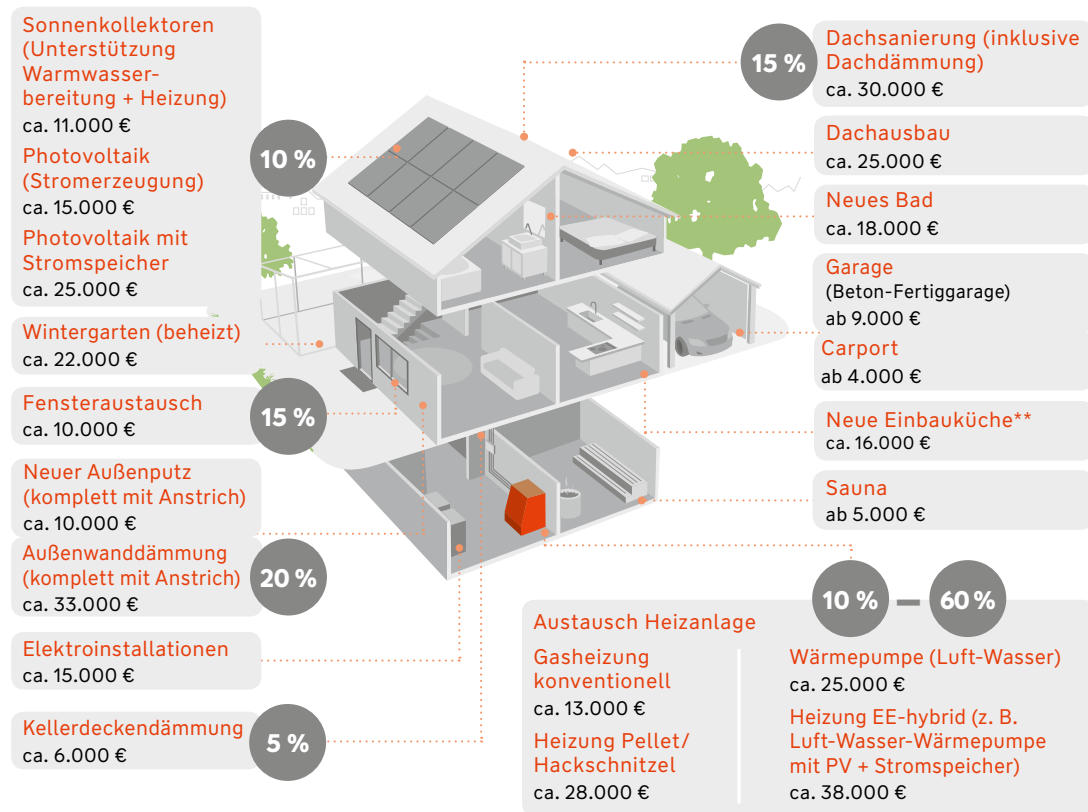 Sonnenkollektoren
(Unterstützung
Warmwasser-
bereitung + Heizung)
ca. 11.000 €
Photovoltaik
(Stromerzeugung)
ca. 15.000 €
Photovoltaik mit
Stromspeicher
ca. 25.000 €
10 %
Wintergarten (beheizt)
ca. 22.000 €
Fensteraustausch
ca. 10.000 €
15 %
Neuer Außenputz
(komplett mit Anstrich)
ca. 10.000 €
Außenwanddämmung
(komplett mit Anstrich)
ca. 33.000 €
20 %
Elektroinstallationen
ca. 15.000 €
Kellerdeckendämmung
ca. 6.000 €
5 %
15 %
Dachsanierung (inklusive
Dachdämmung)
ca. 30.000 €
Dachausbau
ca. 25.000 €
Neues Bad
ca. 18.000 €
Garage
(Beton-Fertiggarage)
ab 9.000 €
Carport
ab 4.000 €
Neue Einbauküche**
ca. 16.000 €
Sauna
ab 5.000 €
10 % – 60 %
Austausch Heizanlage
Gasheizung
konventionell
ca. 13.000 €
Heizung Pellet/
Hackschnitzel
ca. 28.000 €
Wärmepumpe (Luft-Wasser)
ca. 25.000 €
Heizung EE-hybrid (z. B.
Luft-Wasser-Wärmepumpe
mit PV + Stromspeicher)
ca. 38.000 €